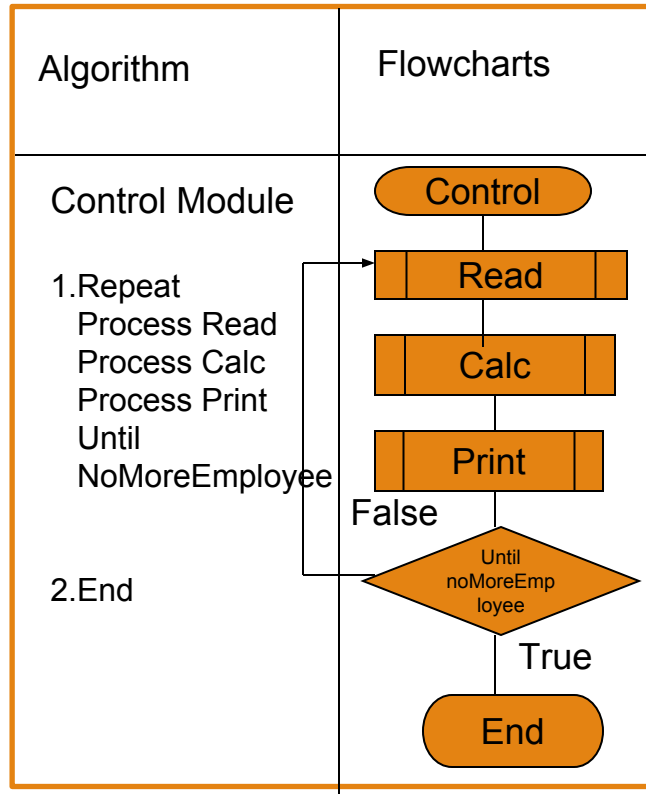 Algorithm
Flowcharts
Control Module
1.Repeat
Process Read
Process Calc
Process Print
Until
NoMoreEmployee
2.End
Control
Read
Calc
Print
False
Until
noMoreEmp
loyee
True
End